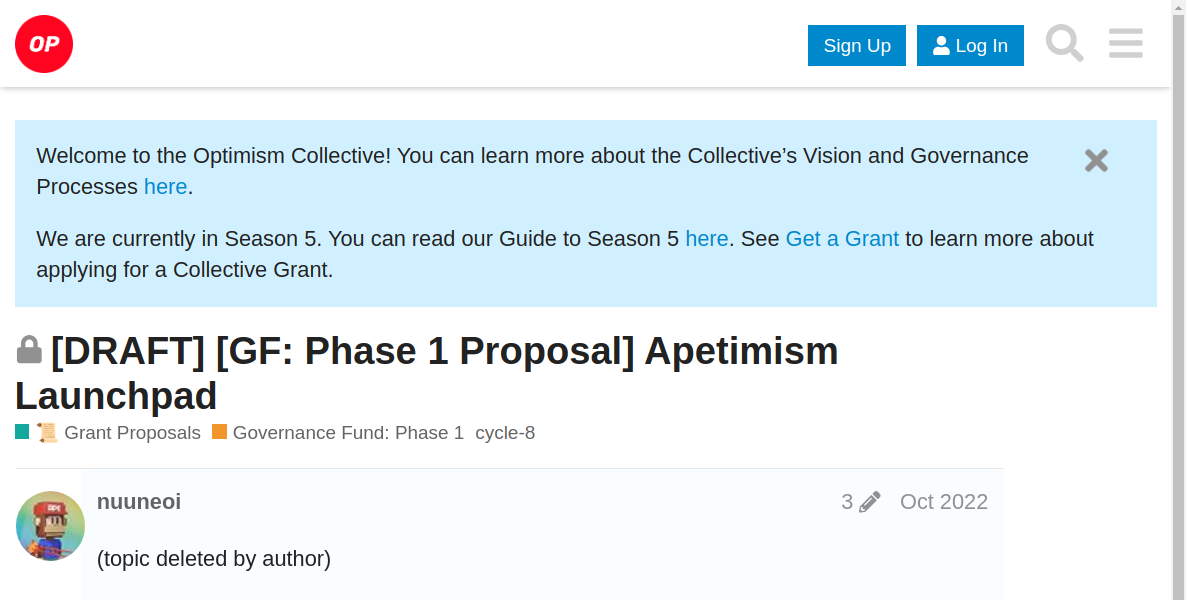 OP
Sign Up
Log In
Welcome to the Optimism Collective! You can learn more about the Collective’s Vision and Governance
Processes here.
We are currently in Season 5. You can read our Guide to Season 5 here. See Get a Grant to learn more about
applying for a Collective Grant.
[DRAFT] [GF: Phase 1 Proposal] Apetimism
Launchpad
Grant Proposals Governance Fund: Phase 1 cycle-8
nuuneoi 3 Oct 2022
(topic deleted by author)